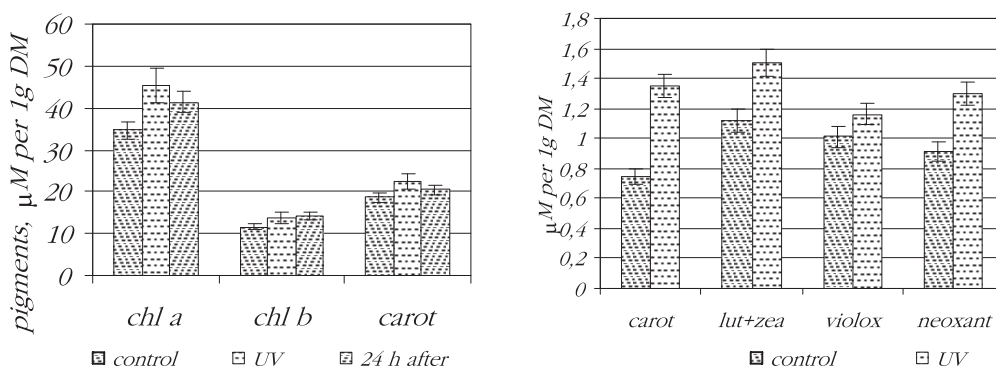 pigments, µM per 1g DM
60
50
40
30
20
10
0
chl a chl b carot
control UV 24 h after
µM per 1g DM
1,8
1,6
1,4
1,2
1
0,8
0,6
0,4
0,2
0
carot lut+zea violox neoxant
control UV